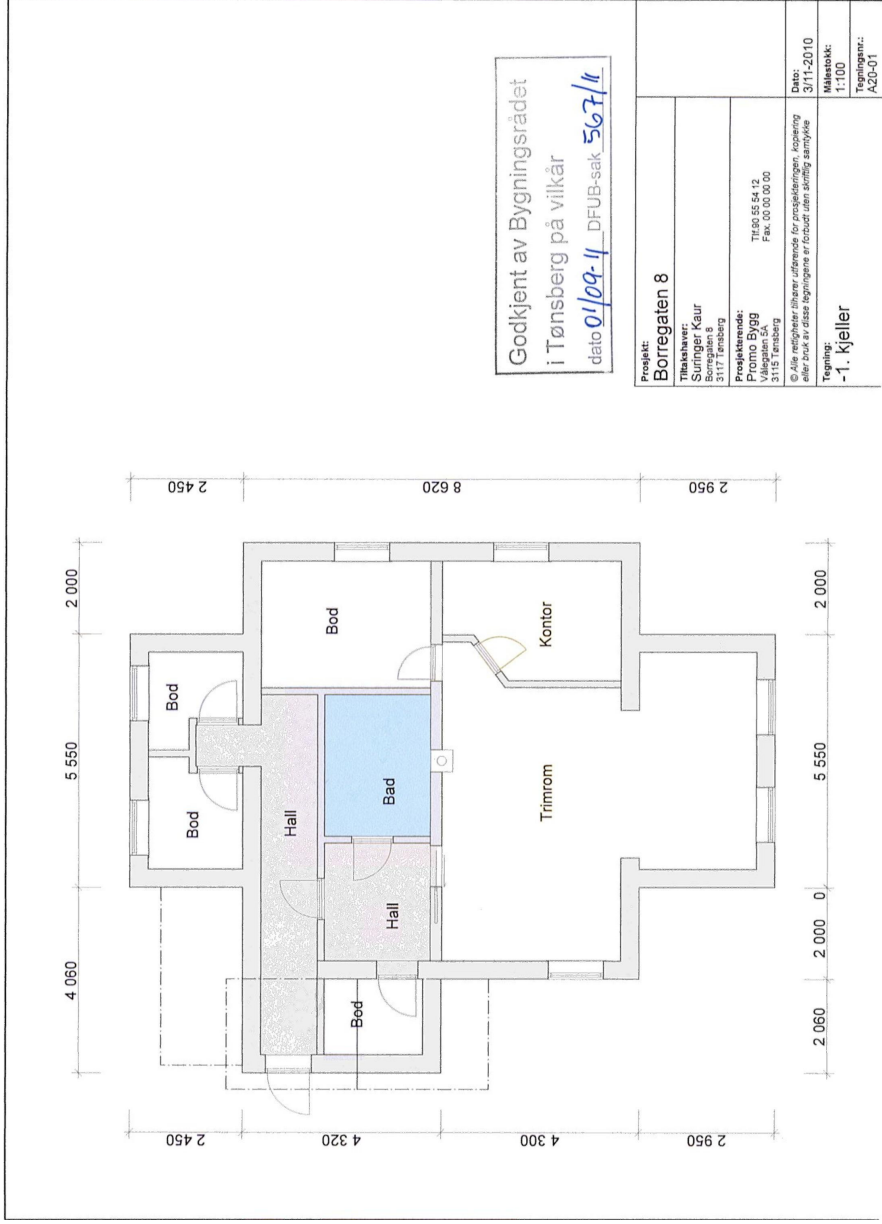 Godkjent av Bygningsrådet
i Tønsberg på vilkår
dato 01/09-11 DFUB-sak 567/11
Prosjekt:
Borregaten 8
Tiltakshaver:
Suringer Kaur
Borregaten 8
3117 Tønsberg
Prosjekterende:
Promo Bygg
Vålegaten 5A
3115 Tønsberg
Tlf.90 55 54 12
Fax. 00 00 00 00
© Alle rettigheter tilhører utførende for prosjekteringen, kopiering
eller bruk av disse tegningene er forbudt uten skriftlig samtykke
Dato:
3/11-2010
Tegning:
-1. kjeller
Målestokk:
1:100
Tegningsnr.:
A20-01
4 060
5 550
2 000
2 450
2 450
Bod
Bod
Hall
Bod
4 320
8 620
Bod
Hall
Bad
4 300
Trimrom
Kontor
2 950
2 950
2 060
2 000
0
5 550
2 000